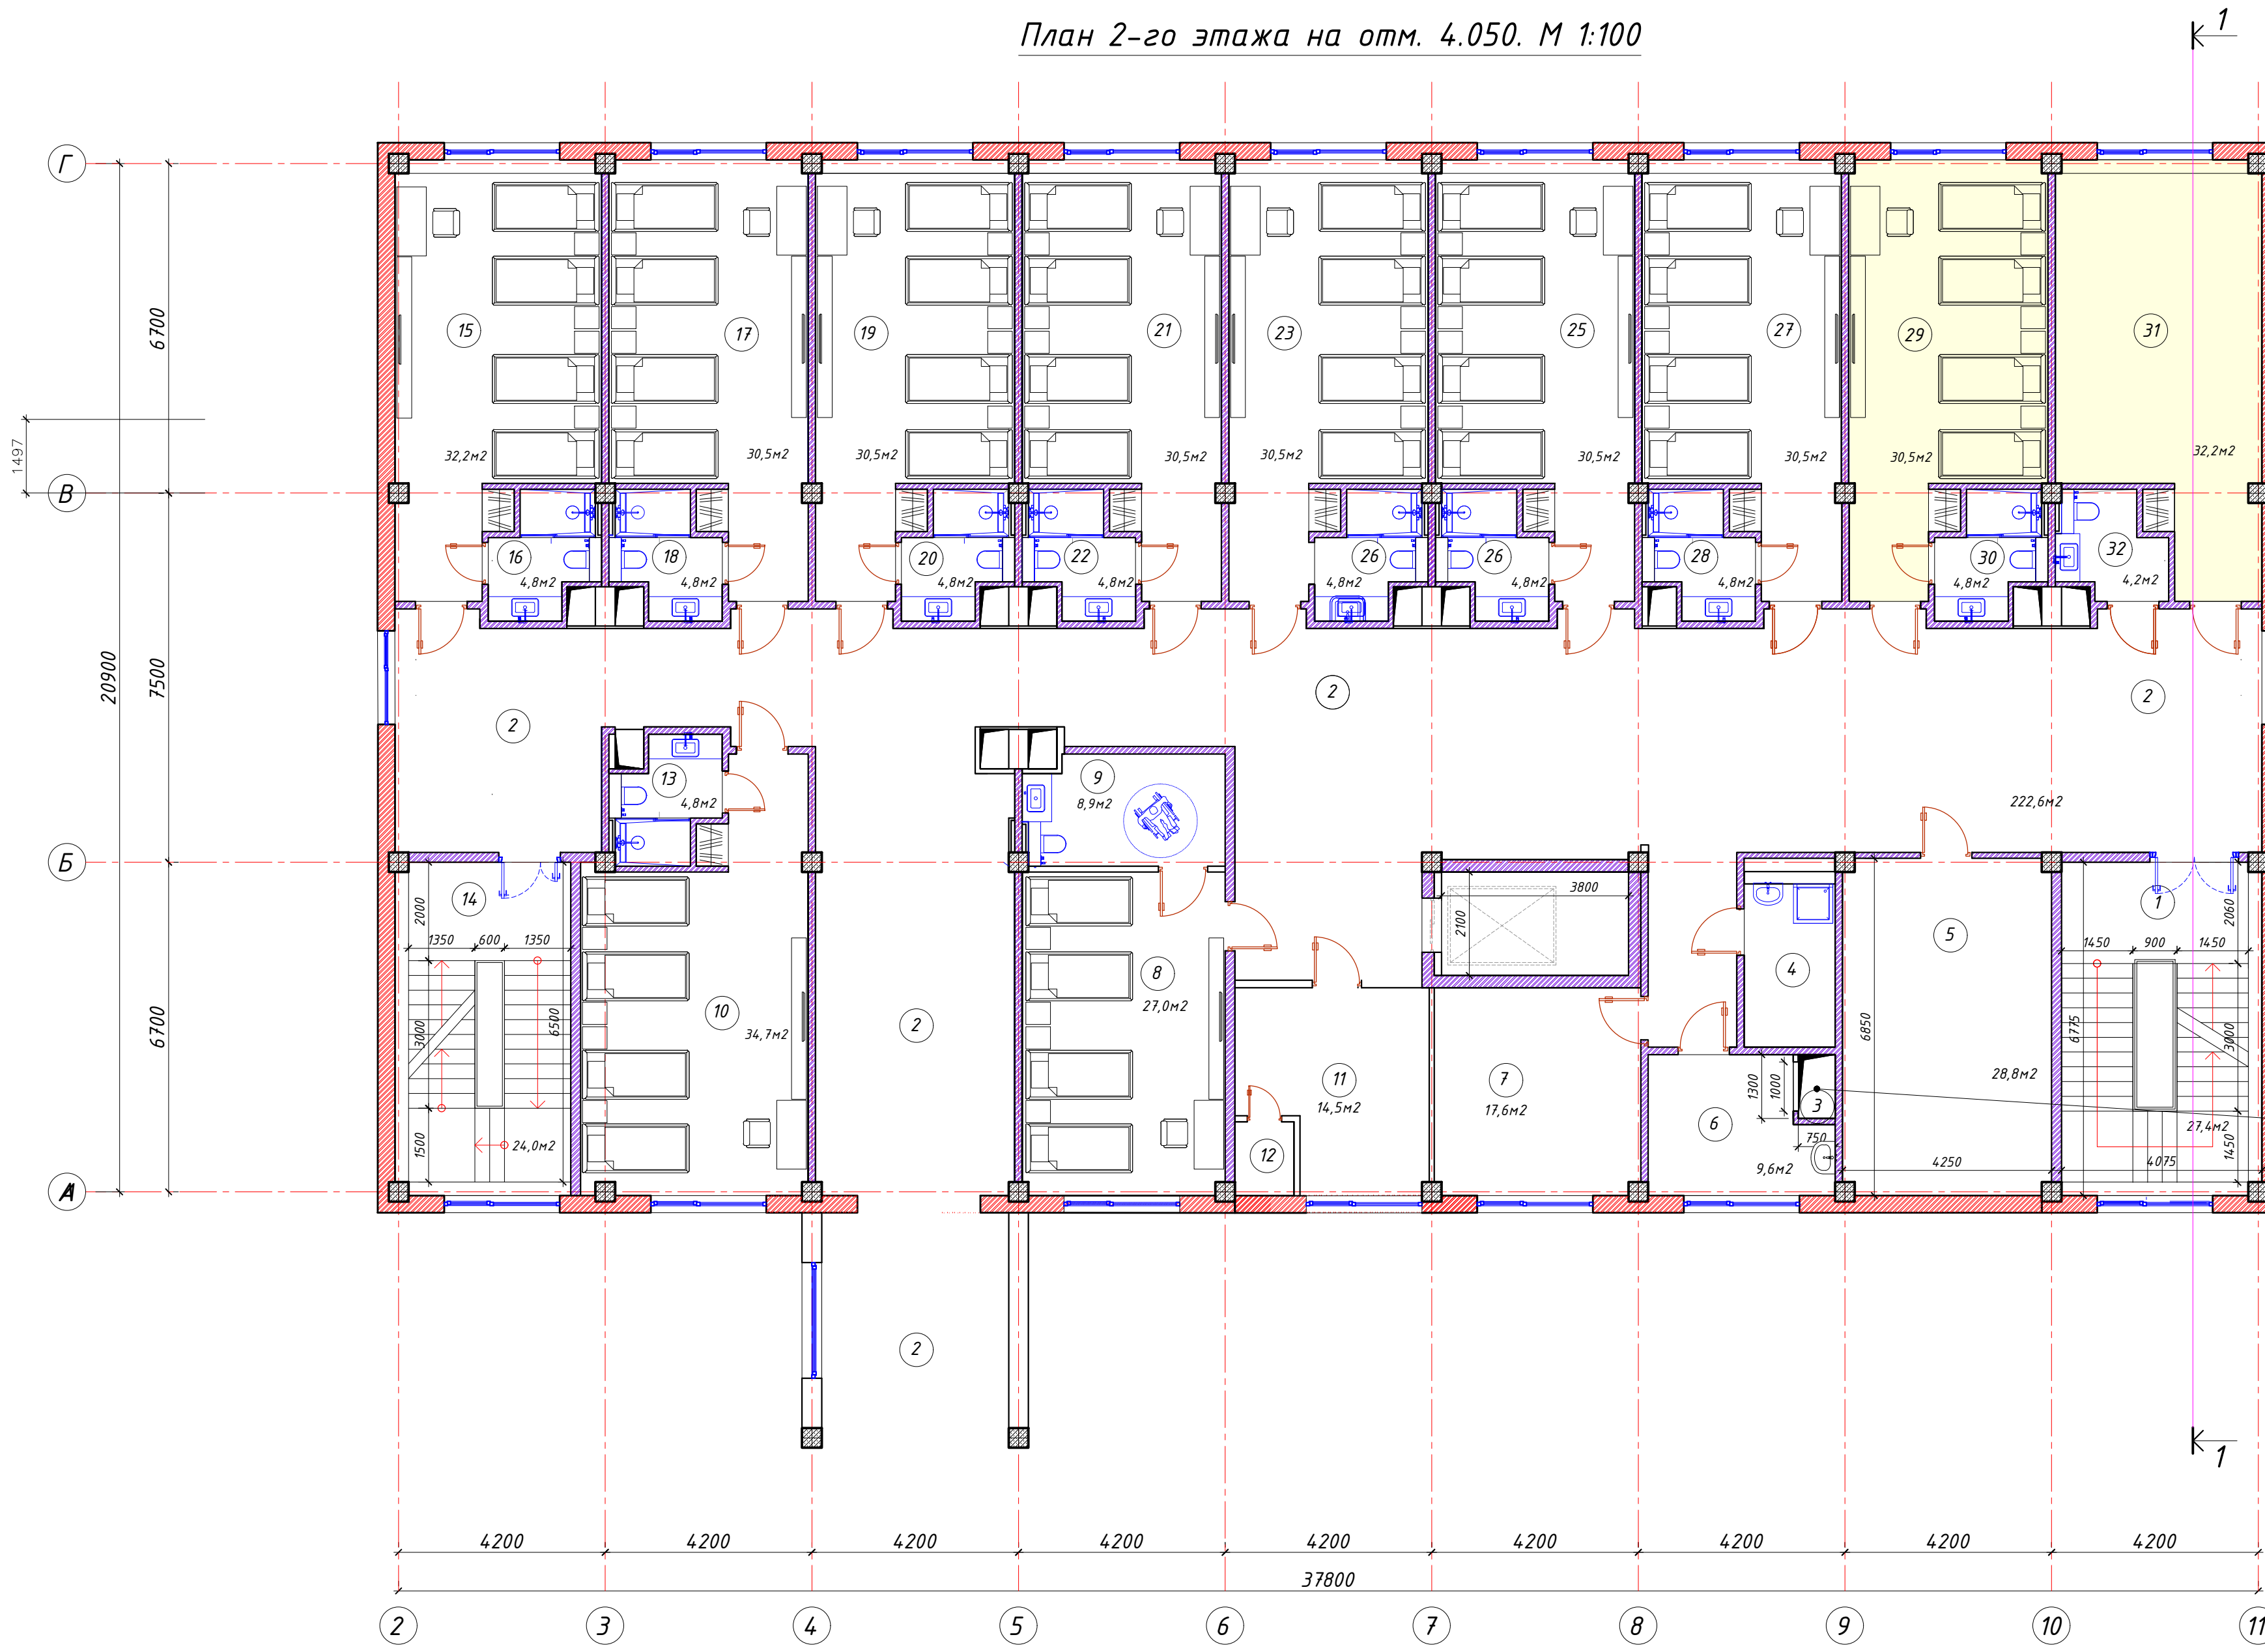 План 2-го этажа на отм. 4.050. М 1:100
1
Г
В
Б
А
6700
7500
6700
20900
1497
15
32,2м2
17
30,5м2
19
30,5м2
21
30,5м2
23
30,5м2
25
30,5м2
27
30,5м2
29
30,5м2
31
32,2м2
16
4,8м2
18
4,8м2
20
4,8м2
22
4,8м2
26
4,8м2
26
4,8м2
28
4,8м2
30
4,8м2
32
4,2м2
2
2
2
222,6м2
13
4,8м2
9
8,9м2
14
2000
1350
600
1350
3000
6500
1500
24,0м2
10
34,7м2
2
8
27,0м2
11
14,5м2
12
3800
2100
7
17,6м2
4
6
9,6м2
1300
1000
3
750
5
6850
28,8м2
4250
1
2060
1450
900
1450
6775
3000
27,4м2
1450
4075
2
1
4200
4200
4200
4200
4200
4200
4200
4200
4200
37800
2
3
4
5
6
7
8
9
10
11